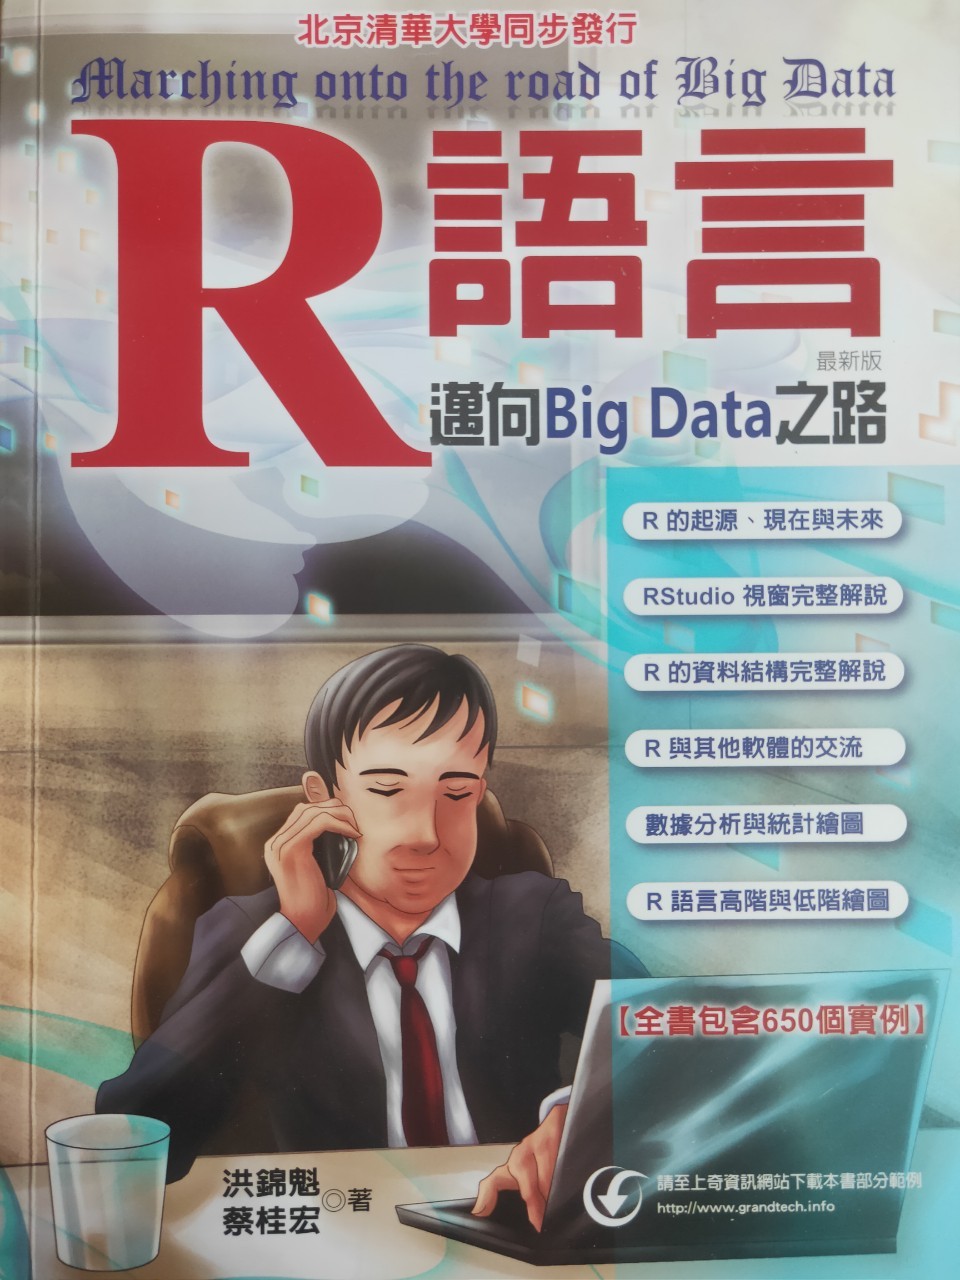 北京清華大學同步發行
Marching onto the road of Big Data
R語言
最新版
邁向Big Data之路
R 的起源、現在與未來
RStudio 視窗完整解說
R 的資料結構完整解說
R 與其他軟體的交流
數據分析與統計繪圖
R 語言高階與低階繪圖
【全書包含650個實例】
洪錦魁
蔡桂宏
◎著
請至上奇資訊網站下載本書部分範例
http://www.grandtech.info